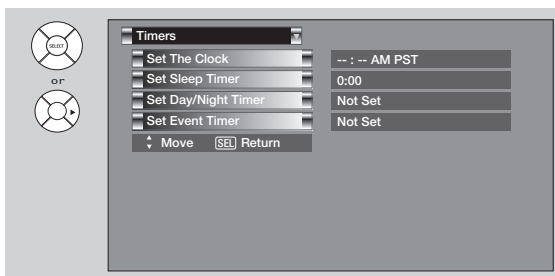 Timers
SELECT
Set The Clock -- : -- AM PST
or
Set Sleep Timer 0:00
Set Day/Night Timer Not Set
Set Event Timer Not Set
Move SEL Return